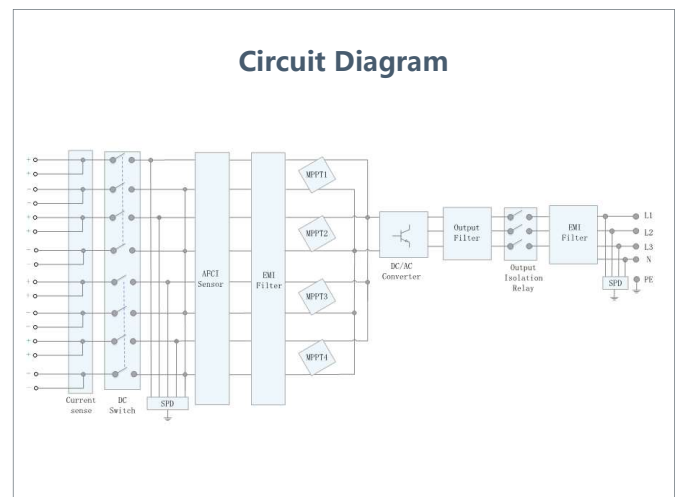 Circuit Diagram
+
+
-
-
+
+
-
-
+
+
-
-
+
+
-
-
Current
sense
DC
Switch
SPD
AFCI
Sensor
EMI
Filter
MPPT1
MPPT2
MPPT3
MPPT4
DC/AC
Converter
Output
Filter
Output
Isolation
Relay
EMI
Filter
L1
L2
L3
N
PE
SPD